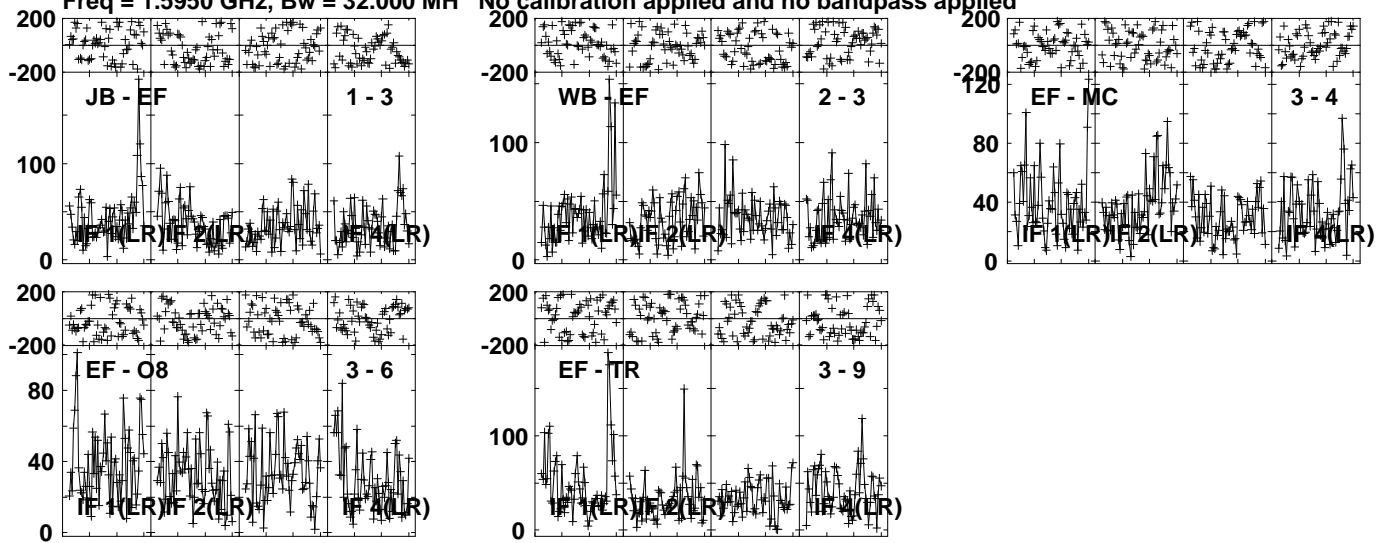 Freq = 1.5950 GHz, Bw = 32.000 MH No calibration applied and no bandpass applied
200
-200
JB - EF 1 - 3
100
IF 1(LR) IF 2(LR) IF 4(LR)
0
200
-200
WB - EF 2 - 3
100
IF 1(LR) IF 2(LR) IF 4(LR)
0
200
-200
120
EF - MC 3 - 4
80
40
IF 1(LR) IF 2(LR) IF 4(LR)
0
200
-200
EF - O8 3 - 6
80
40
IF 1(LR) IF 2(LR) IF 4(LR)
0
200
-200
EF - TR 3 - 9
100
IF 1(LR) IF 2(LR) IF 4(LR)
0